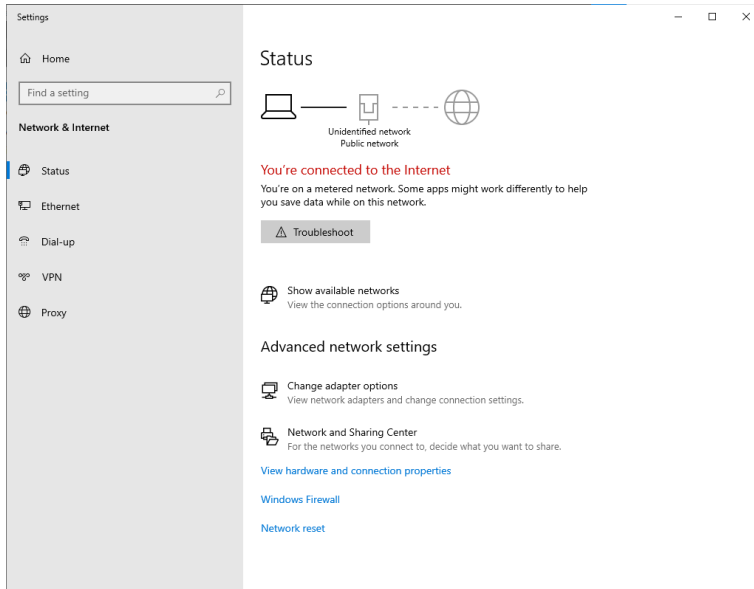 Settings
Home
Find a setting
Network & Internet
Status
Ethernet
Dial-up
VPN
Proxy
Status
Unidentified network
Public network
You're connected to the Internet
You're on a metered network. Some apps might work differently to help
you save data while on this network.
Troubleshoot
Show available networks
View the connection options around you.
Advanced network settings
Change adapter options
View network adapters and change connection settings.
Network and Sharing Center
For the networks you connect to, decide what you want to share.
View hardware and connection properties
Windows Firewall
Network reset